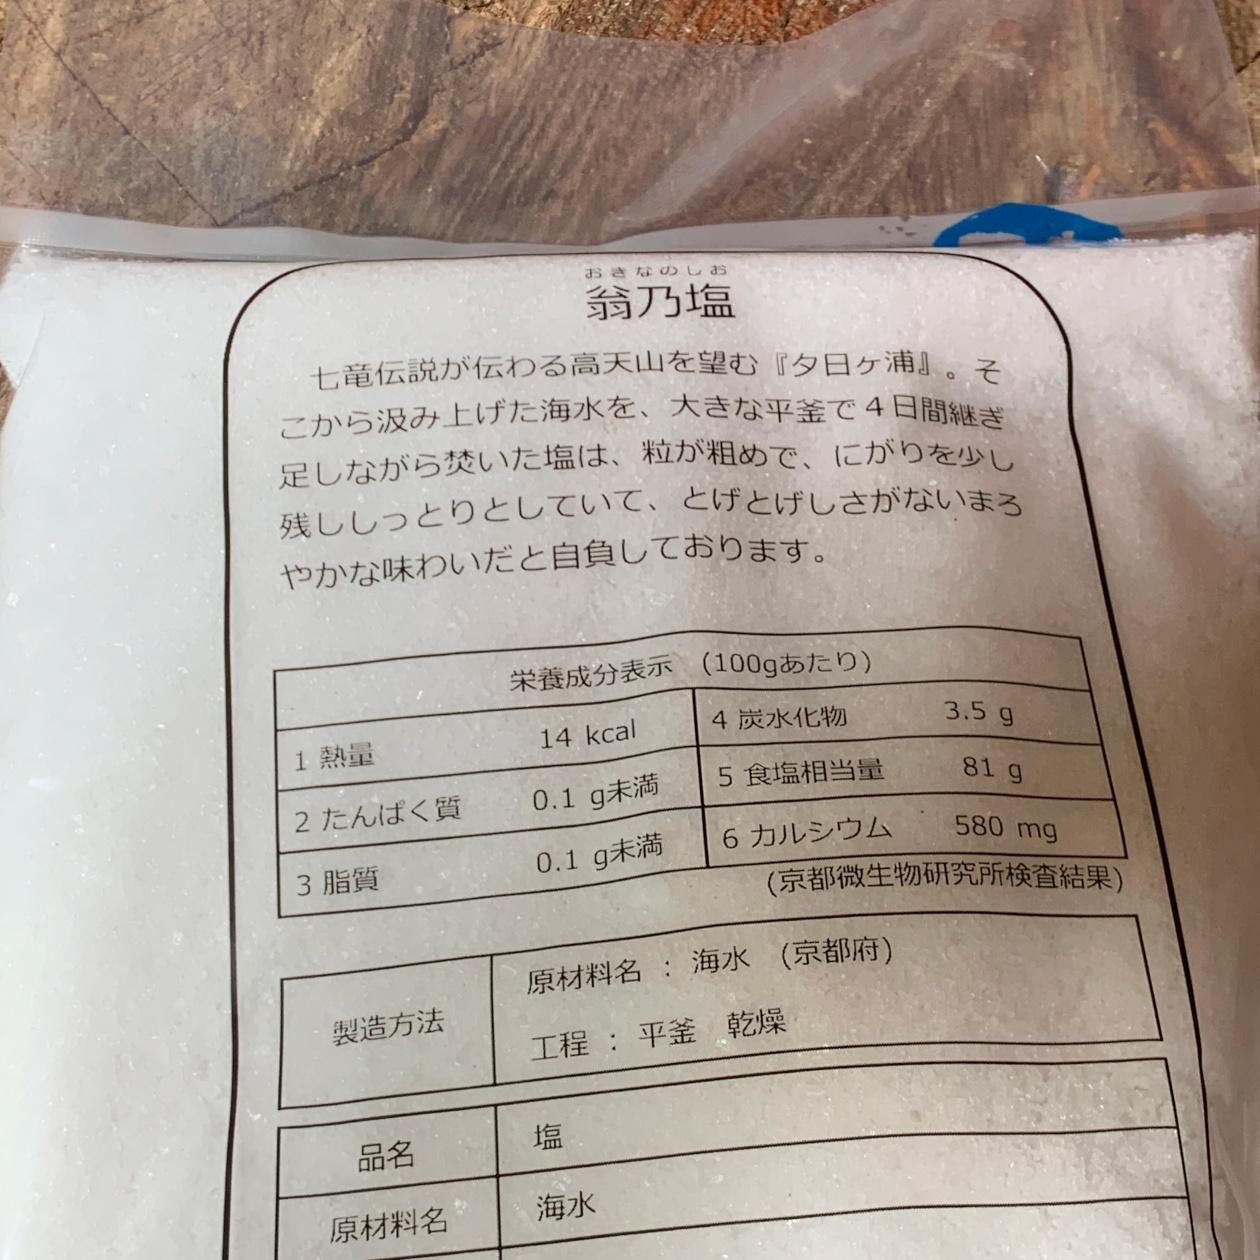 おきなのしお
翁乃塩
七竜伝説が伝わる高天山を望む『夕日ヶ浦』。そ
こから汲み上げた海水を、大きな平釜で４日間継ぎ
足しながら焚いた塩は、粒が粗めで、にがりを少し
残ししっとりとしていて、とげとげしさがないまろ
やかな味わいだと自負しております。
栄養成分表示 (100gあたり)
1 熱量 14 kcal 4 炭水化物 3.5 g
2 たんぱく質 0.1 g未満 5 食塩相当量 81 g
3 脂質 0.1 g未満 6 カルシウム 580 mg
(京都微生物研究所検査結果)
製造方法
原材料名 : 海水 (京都府)
工程 : 平釜 乾燥
品名 塩
原材料名 海水